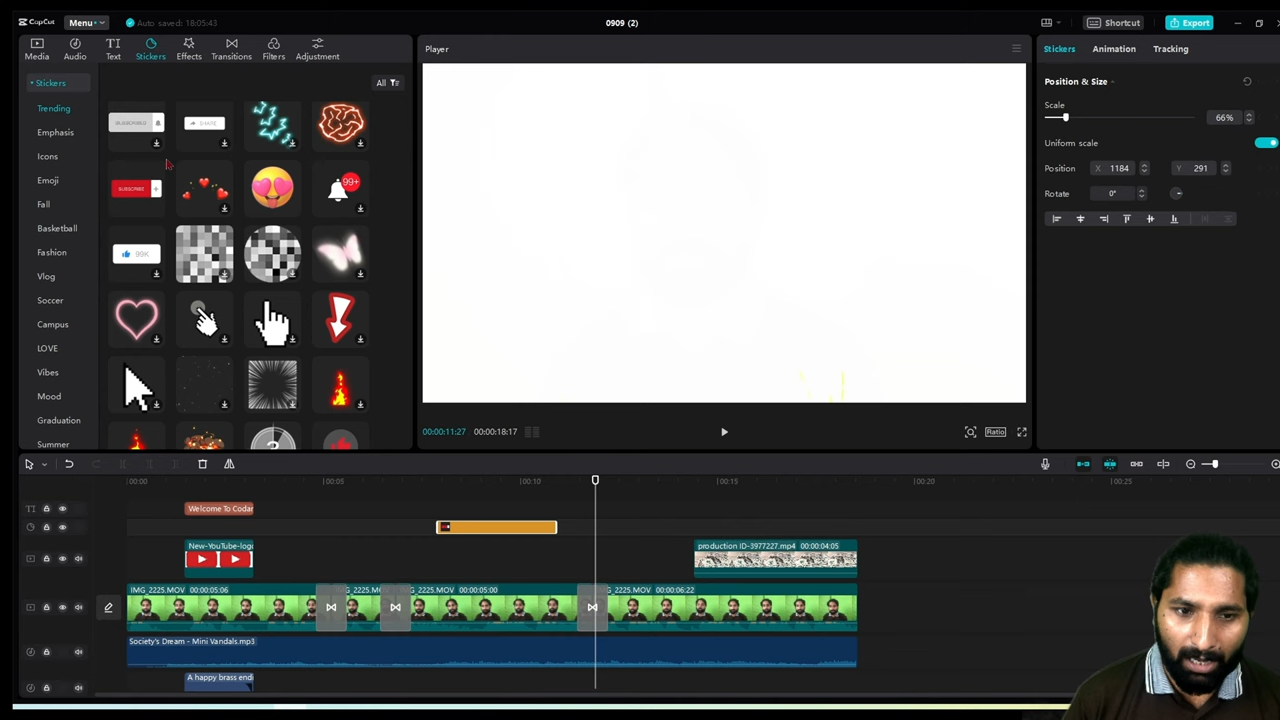 CapCut
Menu
Auto saved: 18:05:43
0909 (2)
Shortcut
Export
Media
Audio
Text
Stickers
Effects
Transitions
Filters
Adjustment
Player
Stickers
Animation
Tracking
Stickers
All
Trending
Emphasis
Icons
Emoji
Fall
Basketball
Fashion
Vlog
Soccer
Campus
LOVE
Vibes
Mood
Graduation
Summer
SHARE
SUBSCRIBE
99+
99K
Position & Size
Scale
66%
Uniform scale
Position
X 1184
Y 291
Rotate
0°
00:00:11:27
00:00:18:17
Ratio
00:00
00:05
00:10
00:15
00:20
00:25
Welcome To Codar
New-YouTube-logo
production ID-3977227.mp4 00:00:04:05
IMG_2225.MOV 00:00:05:06
G_2225.M
G_2225.MOV 00:00:05:00
G_2225.MOV 00:00:06:22
Society's Dream - Mini Vandals.mp3
A happy brass endi